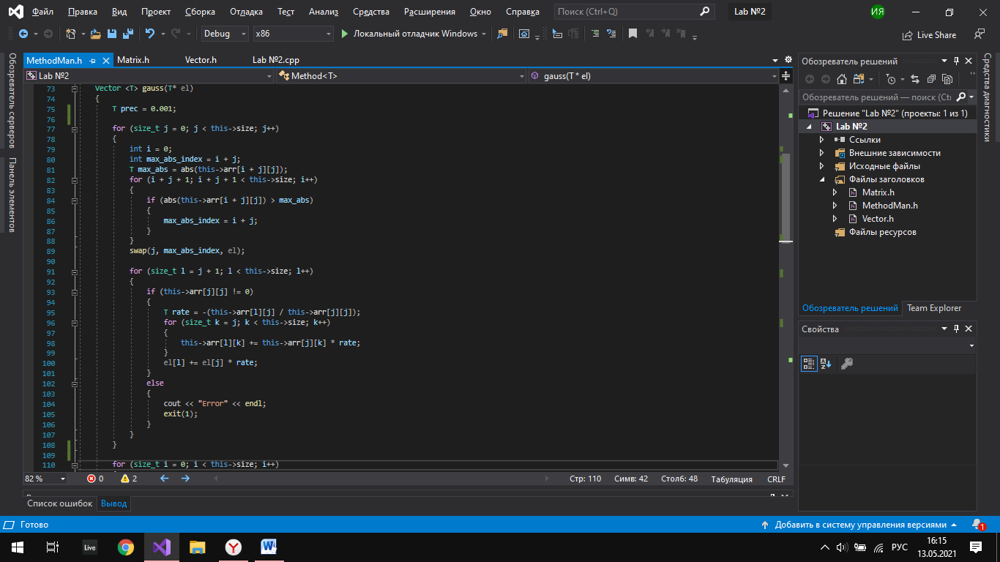 Файл Правка Вид Проект Сборка Отладка Тест Анализ Средства Расширения Окно Справка Поиск (Ctrl+Q) Lab №2 ИЯ
Debug x86 Локальный отладчик Windows Live Share
MethodMan.h Matrix.h Vector.h Lab №2.cpp
Lab №2 Method<T> gauss(T * el)
73 Vector <T> gauss(T* el)
74 {
75 T prec = 0.001;
76
77 for (size_t j = 0; j < this->size; j++)
78 {
79 int i = 0;
80 int max_abs_index = i + j;
81 T max_abs = abs(this->arr[i + j][j]);
82 for (i + j + 1; i + j + 1 < this->size; i++)
83 {
84 if (abs(this->arr[i + j][j]) > max_abs)
85 {
86 max_abs_index = i + j;
87 }
88 }
89 swap(j, max_abs_index, el);
90
91 for (size_t l = j + 1; l < this->size; l++)
92 {
93 if (this->arr[j][j] != 0)
94 {
95 T rate = -(this->arr[l][j] / this->arr[j][j]);
96 for (size_t k = j; k < this->size; k++)
97 {
98 this->arr[l][k] += this->arr[j][k] * rate;
99 }
100 el[l] += el[j] * rate;
101 }
102 else
103 {
104 cout << "Error" << endl;
105 exit(1);
106 }
107 }
108 }
109
110 for (size_t i = 0; i < this->size; i++)
82 % 0 2 Стр: 110 Симв: 42 Столб: 48 Табуляция CRLF
Список ошибок Вывод
Обозреватель серверов
Панель элементов
Обозреватель решений
Обозреватель решений — поиск (Ctrl
Решение "Lab №2" (проекты: 1 из 1)
Lab №2
Ссылки
Внешние зависимости
Исходные файлы
Файлы заголовков
Matrix.h
MethodMan.h
Vector.h
Файлы ресурсов
Обозреватель решений Team Explorer
Свойства
Средства диагностики
Готово Добавить в систему управления версиями 1
Live РУС 16:15
13.05.2021